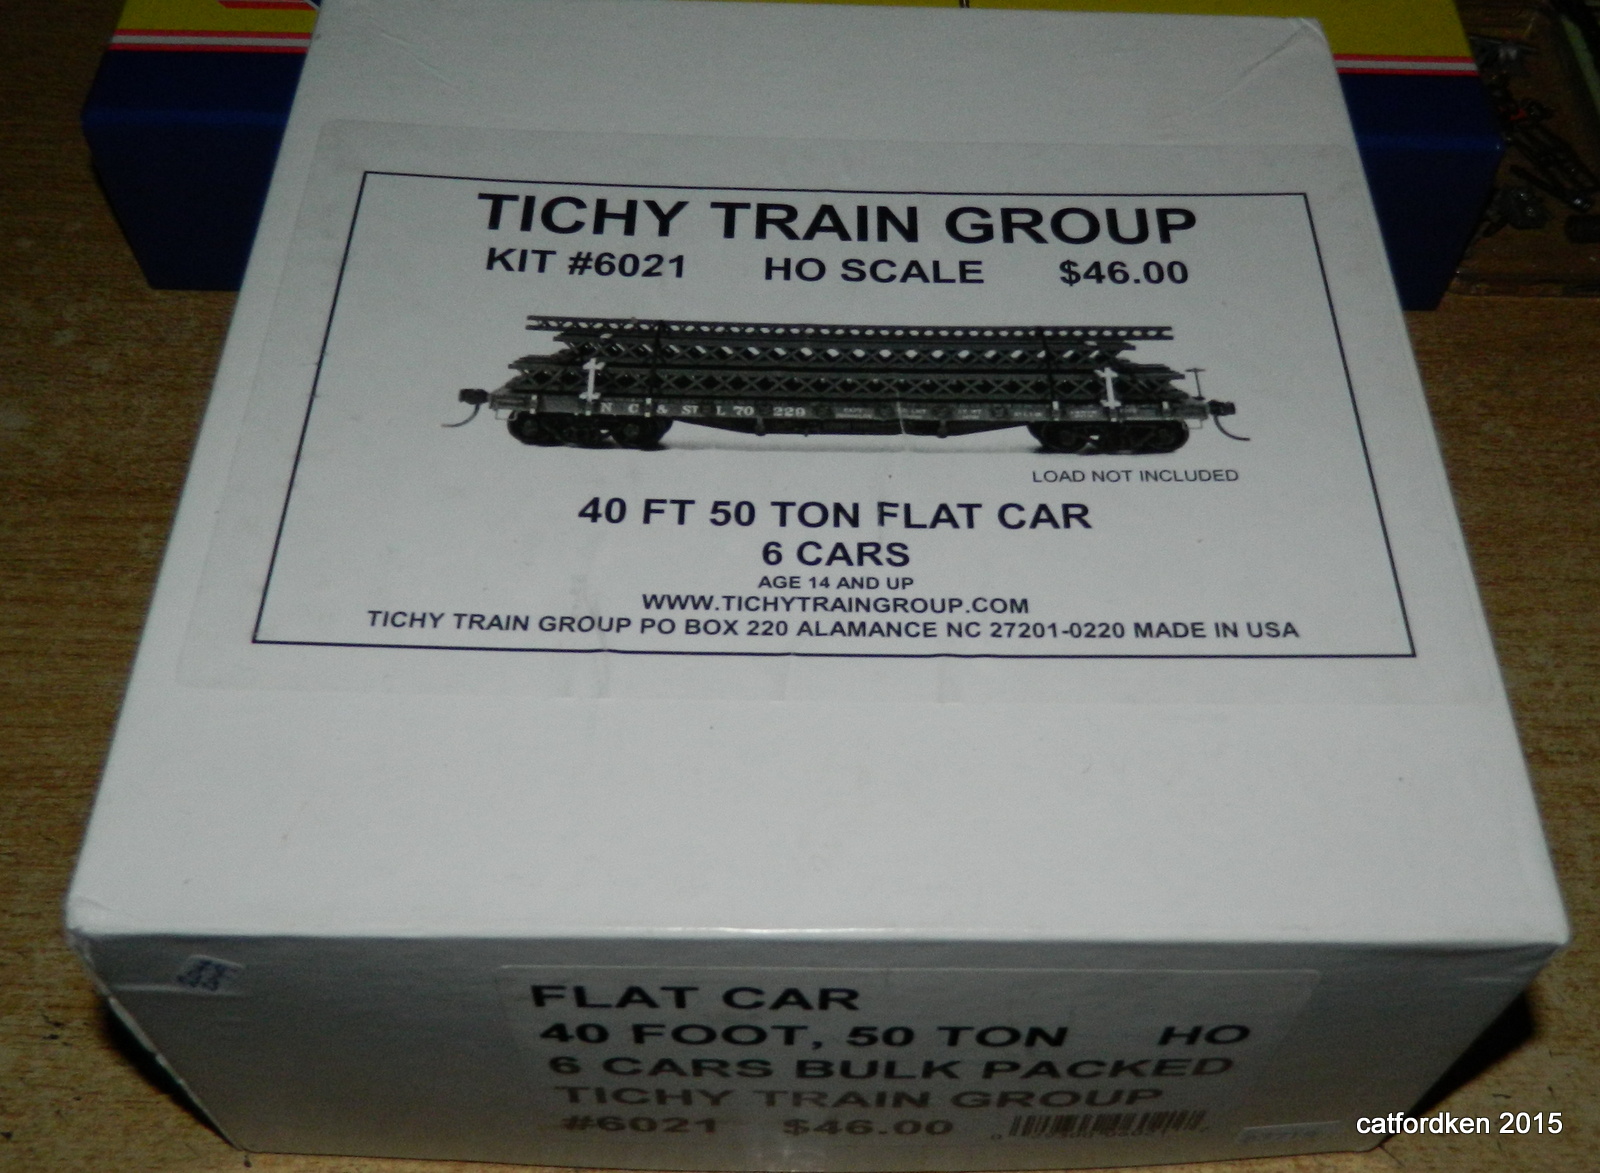 TICHY TRAIN GROUP
KIT #6021 HO SCALE $46.00
N C & ST L 70 229
LOAD NOT INCLUDED
40 FT 50 TON FLAT CAR
6 CARS
AGE 14 AND UP
WWW.TICHYTRAINGROUP.COM
TICHY TRAIN GROUP PO BOX 220 ALAMANCE NC 27201-0220 MADE IN USA
FLAT CAR
40 FOOT, 50 TON HO
6 CARS BULK PACKED
TICHY TRAIN GROUP
#6021 $46.00
catfordken 2015